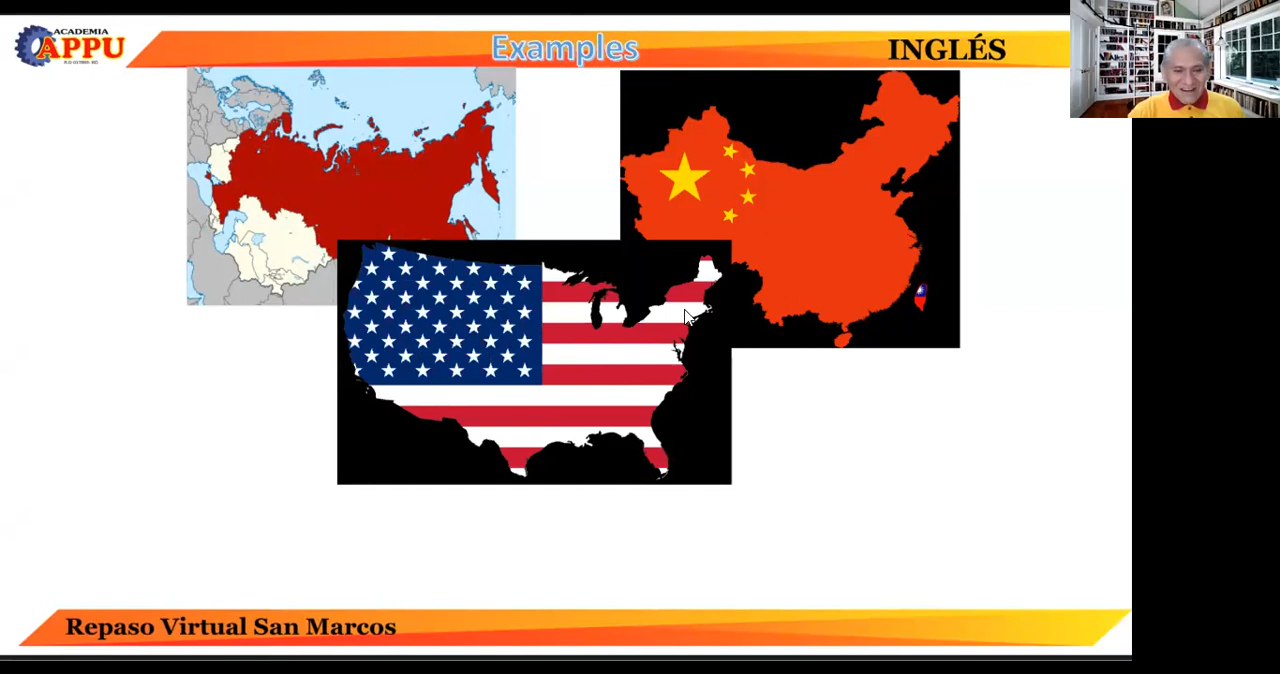 ACADEMIA
APPU
Examples
INGLÉS
Repaso Virtual San Marcos